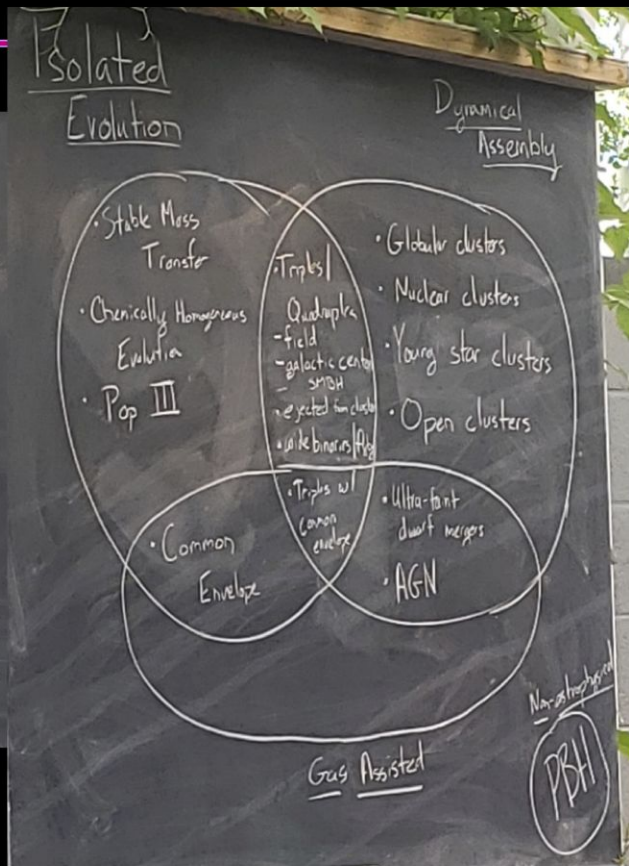 Isolated
Evolution
Dynamical
Assembly
• Stable Mass
Transfer
• Chemically Homogeneous
Evolution
• Pop III
• Triples/
Quadruples
- field
- galactic center
- SMBH
• ejected from cluster
• wide binaries/
• Globular clusters
• Nuclear clusters
• Young star clusters
• Open clusters
• Common
Envelope
• Triples w/
common
envelope
• Ultra-faint
dwarf mergers
• AGN
Gas Assisted
Non-astrophysical
PBH